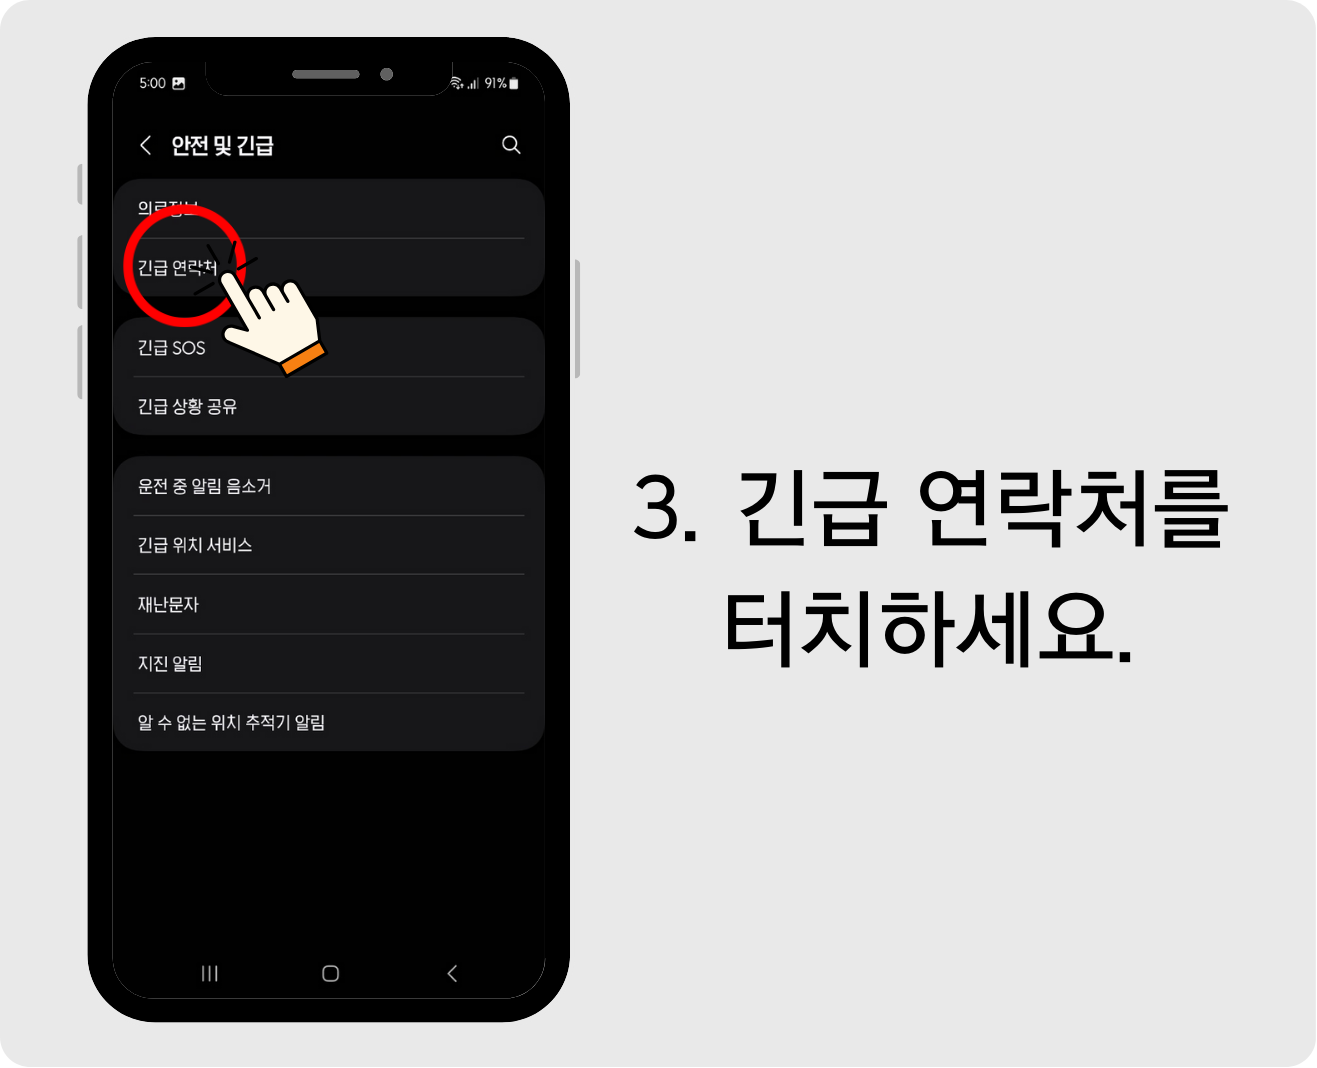 5:00
91%
안전 및 긴급
의료정보
긴급 연락처
긴급 SOS
긴급 상황 공유
운전 중 알림 음소거
긴급 위치 서비스
재난문자
지진 알림
알 수 없는 위치 추적기 알림
3. 긴급 연락처를
터치하세요.